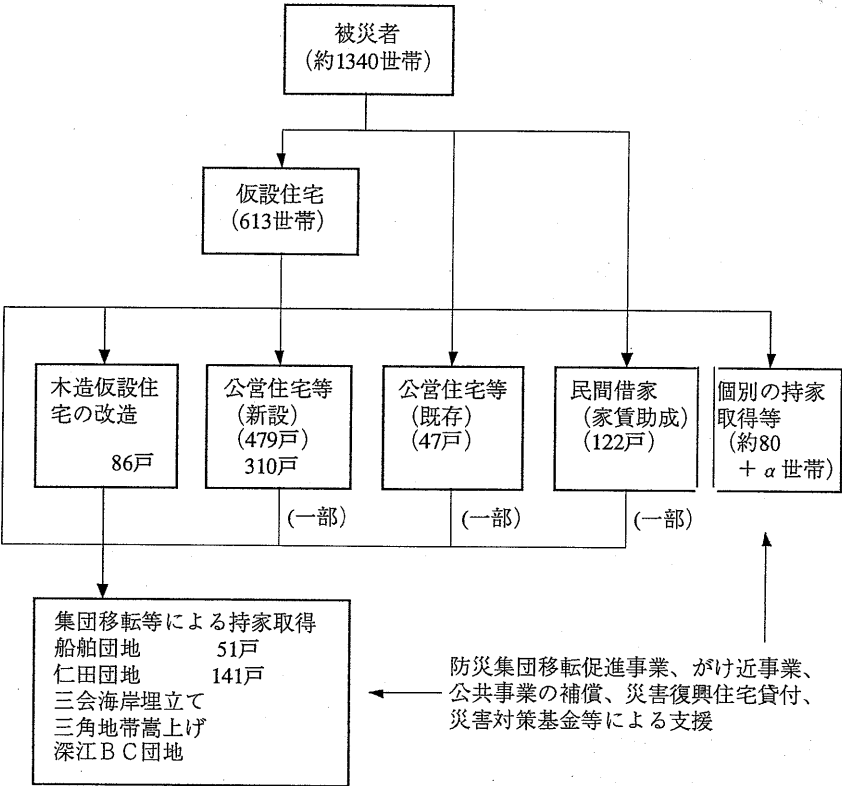 被災者
(約1340世帯)
仮設住宅
(613世帯)
木造仮設住
宅の改造
86戸
公営住宅等
(新設)
(479戸)
310戸
公営住宅等
(既存)
(47戸)
民間借家
(家賃助成)
(122戸)
個別の持家
取得等
(約80
+α世帯)
(一部)
(一部)
(一部)
集団移転等による持家取得
船舶団地 51戸
仁田団地 141戸
三会海岸埋立て
三角地帯嵩上げ
深江BC団地
防災集団移転促進事業、がけ近事業、
公共事業の補償、災害復興住宅貸付、
災害対策基金等による支援